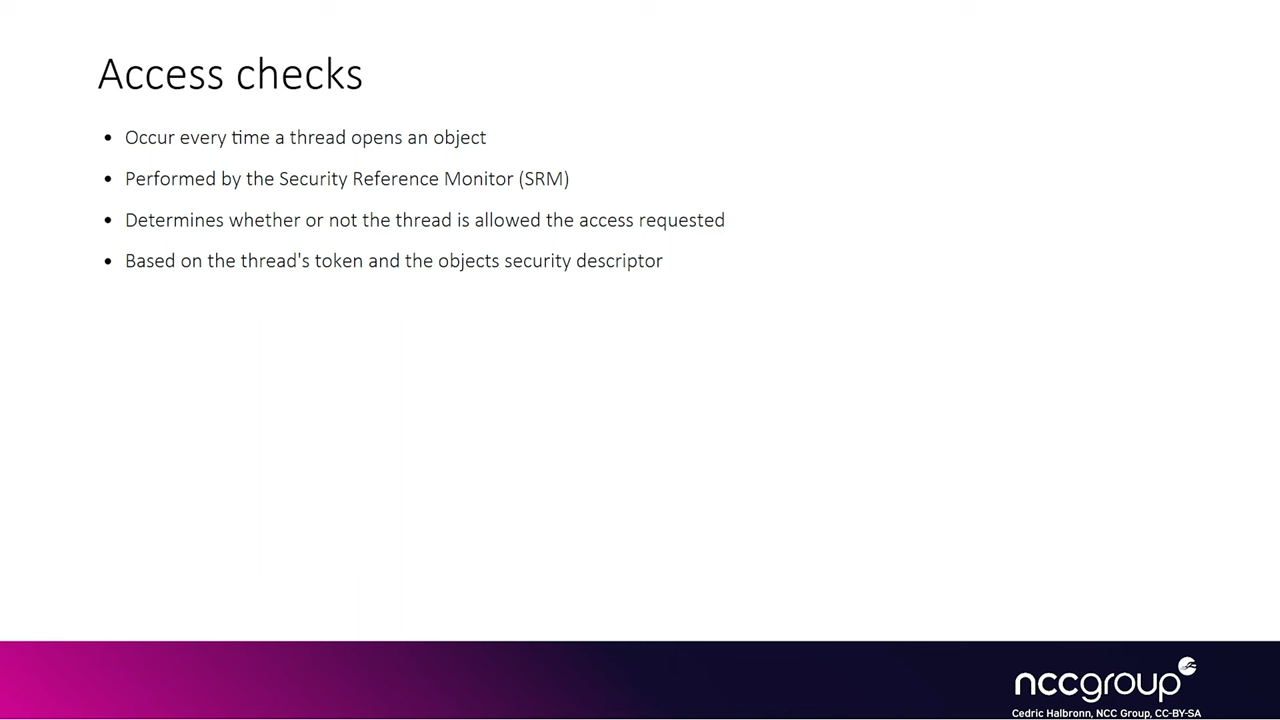 Access checks
• Occur every time a thread opens an object
• Performed by the Security Reference Monitor (SRM)
• Determines whether or not the thread is allowed the access requested
• Based on the thread's token and the objects security descriptor
nccgroup
Cedric Halbronn, NCC Group, CC-BY-SA